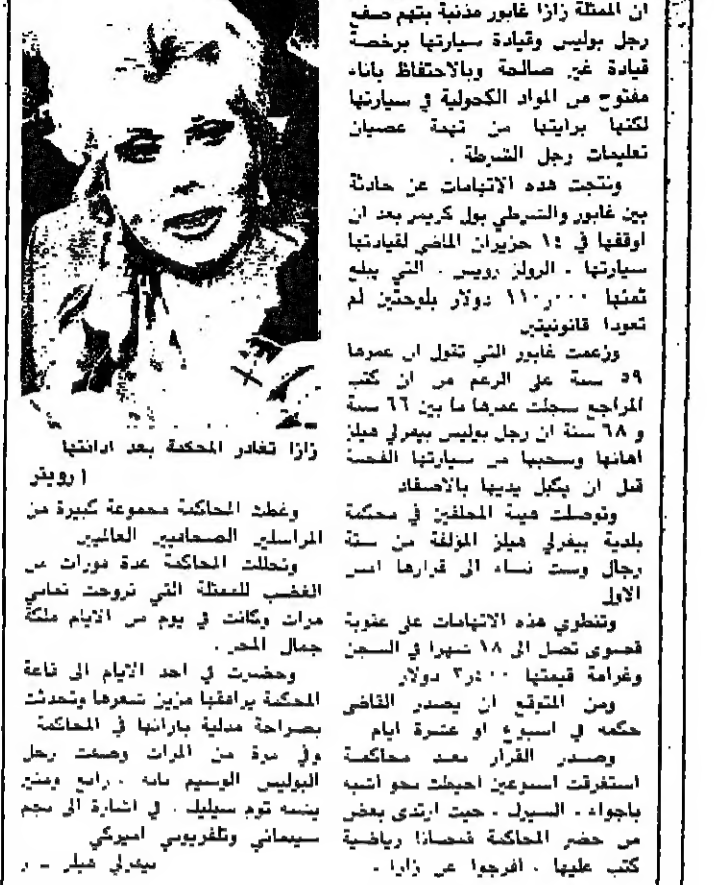 ان الممثلة زازا غابور مذنبة بتهم صفع
رجل بوليس وقيادة سيارتها برخصة
قيادة غير صالحة وبالاحتفاظ باناء
مفتوح من المواد الكحولية في سيارتها
لكنها برايتها من تهمة عصيان
تعليمات رجل الشرطة .
ونتجت هذه الاتهامات عن حادثة
بين غابور والشرطي بول كريمر بعد ان
اوقفها في ١٤ حزيران الماضي لقيادتها
سيارتها . الرولز رويس . التي يبلغ
ثمنها ١١٠,٠٠٠ دولار بلوحتين لم
تعودا قانونيتين
وزعمت غابور التي تقول ان عمرها
٥٩ سنة على الرغم من ان كتب
المراجع سجلت عمرها ما بين ٦٦ سنة
و ٦٨ سنة ان رجل بوليس بيفرلي هيلز
اهانها وسحبها من سيارتها الفخمة
قبل ان يكبل يديها بالاصفاد
وتوصلت هيئة المحلفين في محكمة
بلدية بيفرلي هيلز المؤلفة من ستة
رجال وست نساء الى قرارها امس
الاول
وتنطوي هذه الاتهامات على عقوبة
قصوى تصل الى ١٨ شهرا في السجن
وغرامة قيمتها دولار
ومن المتوقع ان يصدر القاضي
حكمه في اسبوع او عشرة ايام
وصدر القرار بعد محاكمة
استغرقت اسبوعين احيطت بجو اشبه
باجواء . السيرك . حيث ارتدى بعض
من حضر المحاكمة قمصانا رياضية
كتب عليها . افرجوا عن زازا .
زازا تغادر المحكمة بعد ادانتها
(رويتر
وغطت المحاكمة مجموعة كبيرة من
المراسلين الصحافيين العالميين
وتخللت المحاكمة عدة فورات من
الغضب للممثلة التي تزوجت ثماني
مرات وكانت في يوم من الايام ملكة
جمال المجر .
وحضرت في احد الايام الى قاعة
المحكمة يرافقها مزين شعرها وتحدثت
بصراحة مدلية بارائها في المحاكمة
وفي مرة من المرات وصفت رجل
البوليس الوسيم بانه . رائع ومثير
يشبه توم سيليك . في اشارة الى نجم
سينمائي وتلفزيوني اميركي
بيفرلي هيلز - ر